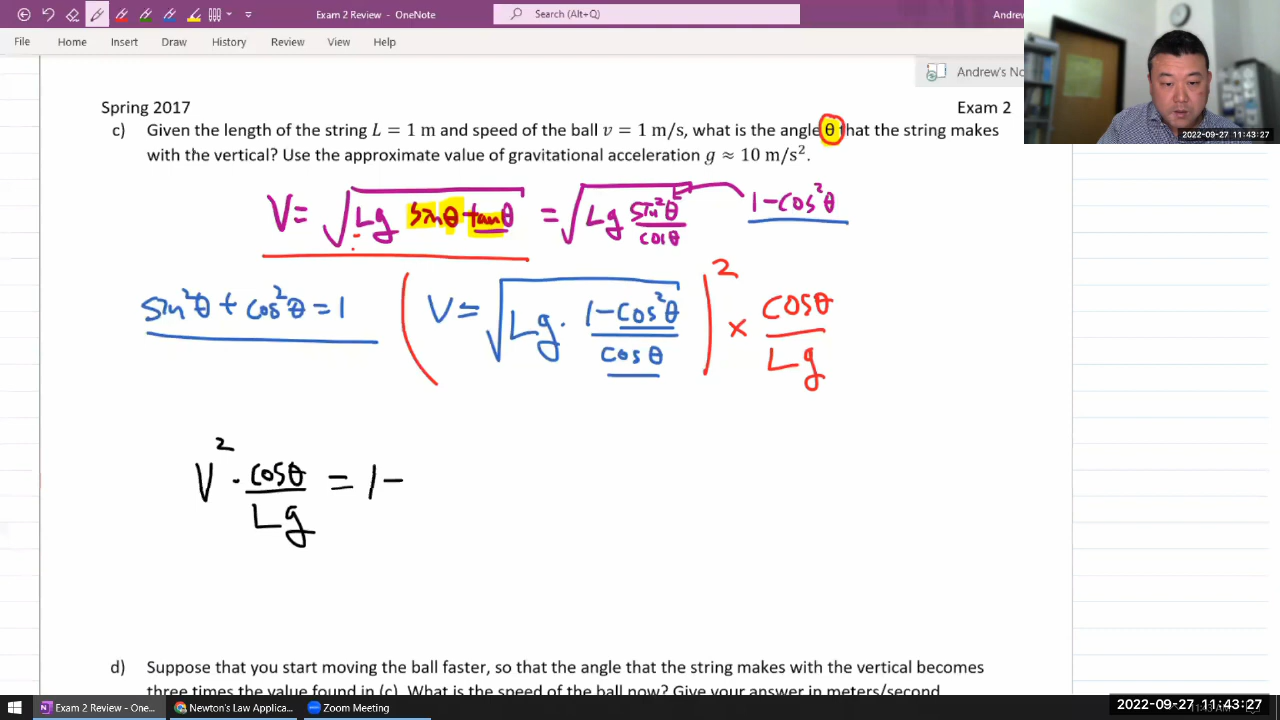 Exam 2 Review - OneNote
Search (Alt+Q)
Andrew
File Home Insert Draw History Review View Help
Andrew's No
2022-09-27 11:43:27
Spring 2017 Exam 2
c) Given the length of the string L = 1 m and speed of the ball v = 1 m/s, what is the angle θ that the string makes
with the vertical? Use the approximate value of gravitational acceleration g ≈ 10 m/s².
V = √(Lg sinθ tanθ) = √(Lg sin²θ/cosθ) 1-cos²θ
sin²θ + cos²θ = 1 (V = √(Lg · (1-cos²θ)/cosθ))² × cosθ/Lg
V² · cosθ/Lg = 1-
d) Suppose that you start moving the ball faster, so that the angle that the string makes with the vertical becomes
three times the value found in (c). What is the speed of the ball now? Give your answer in meters/second
Exam 2 Review - On... Newton's Law Applica... Zoom Meeting
2022-09-27 11:43:27